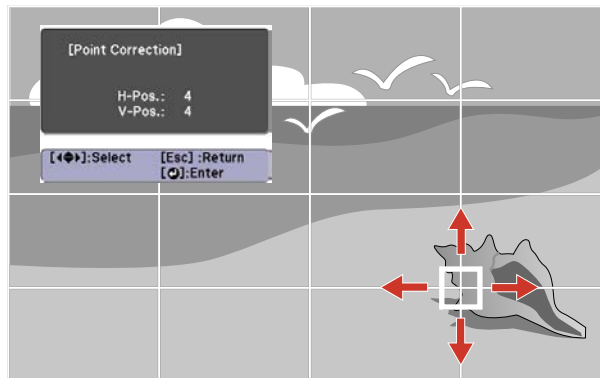 [Point Correction]
H-Pos.: 4
V-Pos.: 4
[◀◆▶]:Select [Esc] :Return
[↵]:Enter